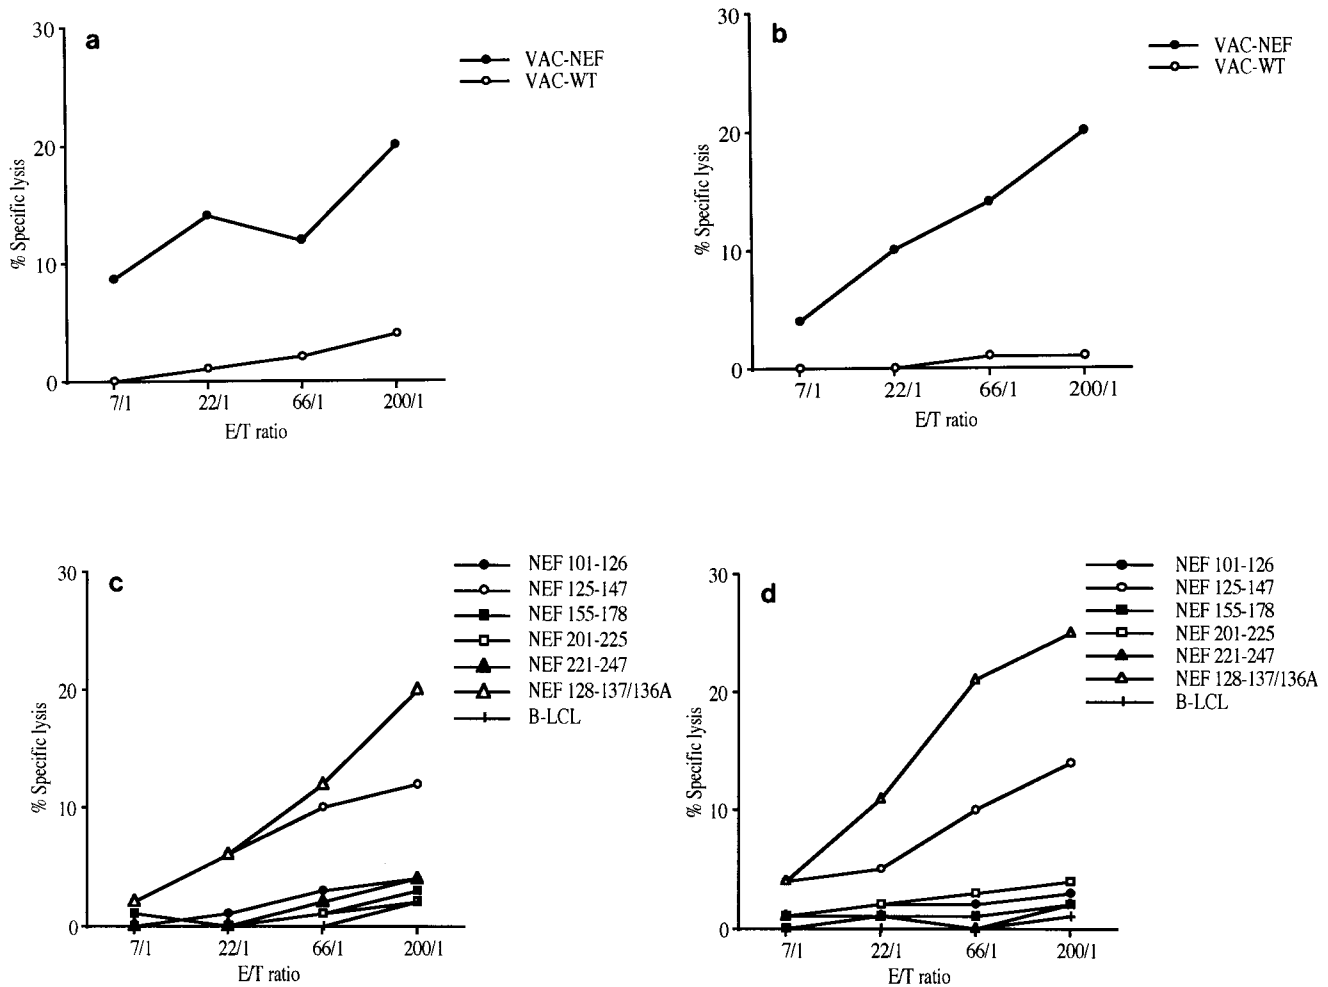 a
30
20
10
0
% Specific lysis
7/1 22/1 66/1 200/1
E/T ratio
VAC-NEF
VAC-WT
b
30
20
10
0
% Specific lysis
7/1 22/1 66/1 200/1
E/T ratio
VAC-NEF
VAC-WT
c
30
20
10
0
% Specific lysis
7/1 22/1 66/1 200/1
E/T ratio
NEF 101-126
NEF 125-147
NEF 155-178
NEF 201-225
NEF 221-247
NEF 128-137/136A
B-LCL
d
30
20
10
0
% Specific lysis
7/1 22/1 66/1 200/1
E/T ratio
NEF 101-126
NEF 125-147
NEF 155-178
NEF 201-225
NEF 221-247
NEF 128-137/136A
B-LCL